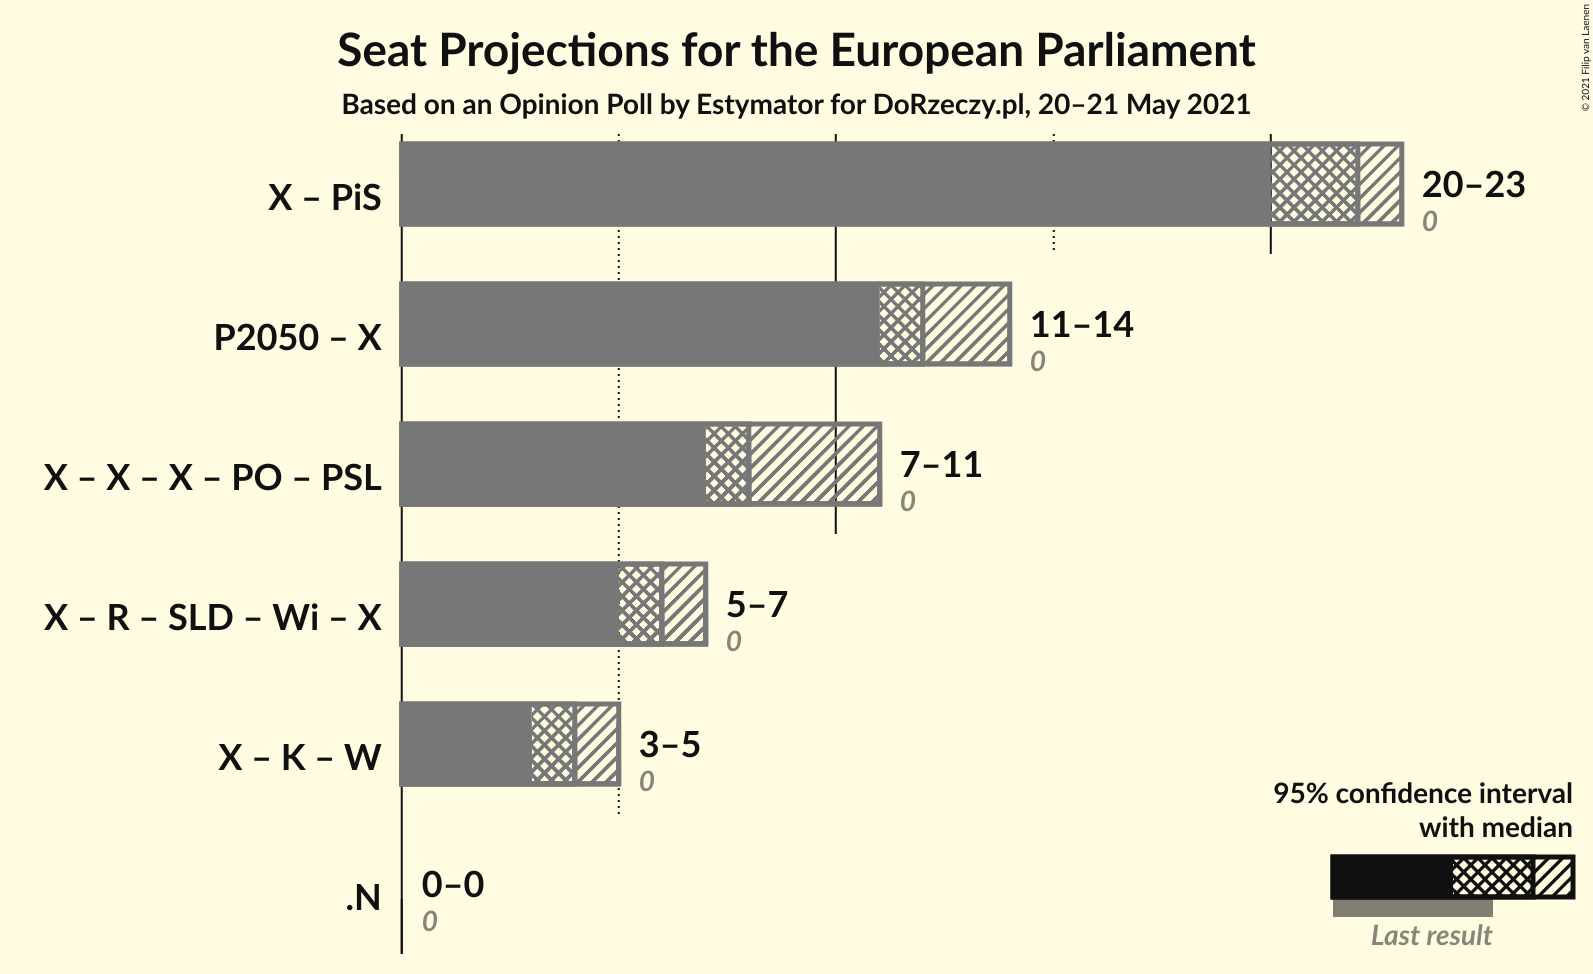 Seat Projections for the European Parliament
Based on an Opinion Poll by Estymator for DoRzeczy.pl, 20–21 May 2021
© 2021 Filip van Laenen
X – PiS
20–23
0
P2050 – X
11–14
0
X – X – X – PO – PSL
7–11
0
X – R – SLD – Wi – X
5–7
0
X – K – W
3–5
0
.N
0–0
0
95% confidence interval
with median
Last result